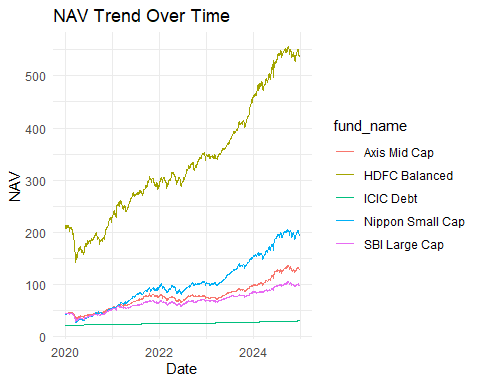 NAV Trend Over Time
500
400
300
200
100
0
NAV
2020
2022
2024
Date
fund_name
Axis Mid Cap
HDFC Balanced
ICIC Debt
Nippon Small Cap
SBI Large Cap